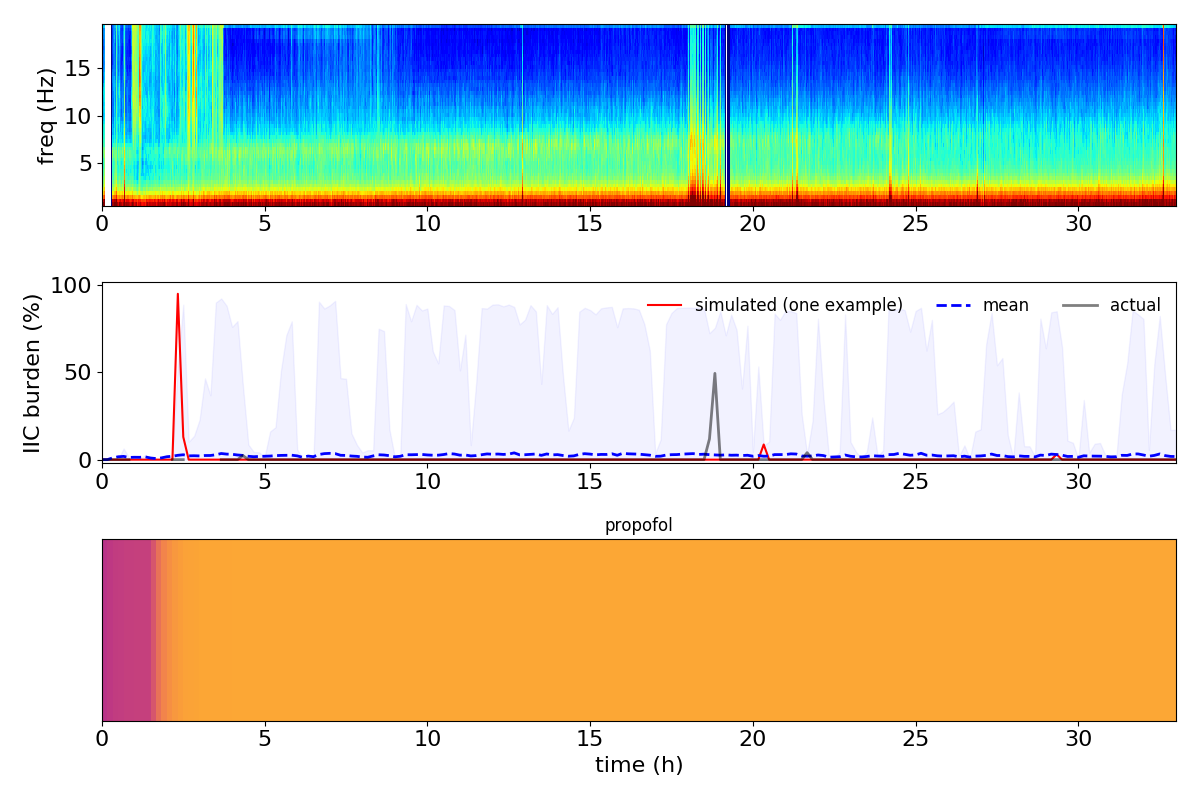 freq (Hz)
15
10
5
0 5 10 15 20 25 30
IIC burden (%)
100
50
0
simulated (one example) mean actual
0 5 10 15 20 25 30
propofol
0 5 10 15 20 25 30
time (h)